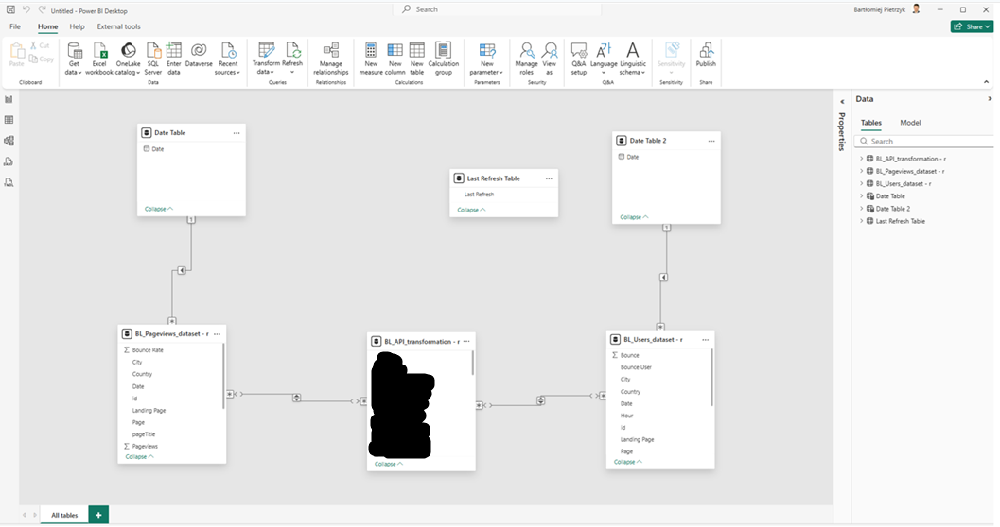 Untitled - Power BI Desktop
Search
Bartłomiej Pietrzyk
File Home Help External tools
Share
Paste
Cut
Copy
Get data
Excel workbook
OneLake catalog
SQL Server
Enter data
Dataverse
Recent sources
Transform data
Refresh
Manage relationships
New measure
New column
New table
Calculation group
New parameter
Manage roles
View as
Q&A setup
Language
Linguistic schema
Sensitivity
Publish
Clipboard
Data
Queries
Relationships
Calculations
Parameters
Security
Q&A
Sensitivity
Share
Date Table
Date
Collapse
1
*
Last Refresh Table
Last Refresh
Collapse
Date Table 2
Date
Collapse
1
*
BL_Pageviews_dataset - r
Bounce Rate
City
Country
Date
id
Landing Page
Page
pageTitle
Pageviews
Collapse
*
*
BL_API_transformation - r
Collapse
*
*
BL_Users_dataset - r
Bounce
Bounce User
City
Country
Date
Hour
id
Landing Page
Page
Collapse
Properties
Data
Tables Model
Search
BL_API_transformation - r
BL_Pageviews_dataset - r
BL_Users_dataset - r
Date Table
Date Table 2
Last Refresh Table
All tables
+